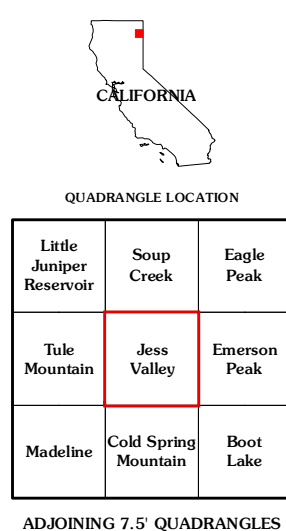 CALIFORNIA
QUADRANGLE LOCATION
Little
Juniper
Reservoir
Soup
Creek
Eagle
Peak
Tule
Mountain
Jess
Valley
Emerson
Peak
Madeline
Cold Spring
Mountain
Boot
Lake
ADJOINING 7.5' QUADRANGLES